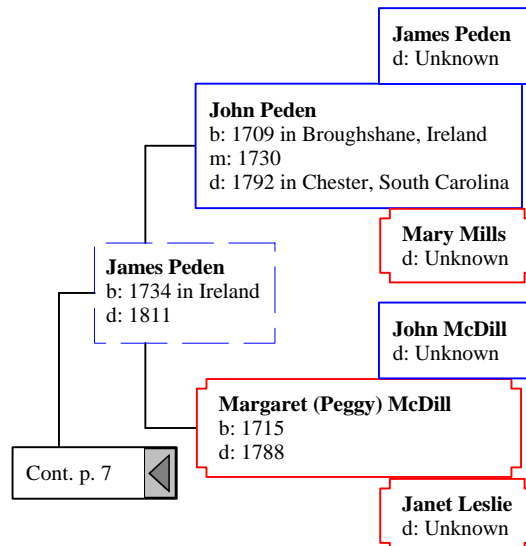 James Peden
d: Unknown
John Peden
b: 1709 in Broughshane, Ireland
m: 1730
d: 1792 in Chester, South Carolina
Mary Mills
d: Unknown
James Peden
b: 1734 in Ireland
d: 1811
John McDill
d: Unknown
Margaret (Peggy) McDill
b: 1715
d: 1788
Cont. p. 7
Janet Leslie
d: Unknown